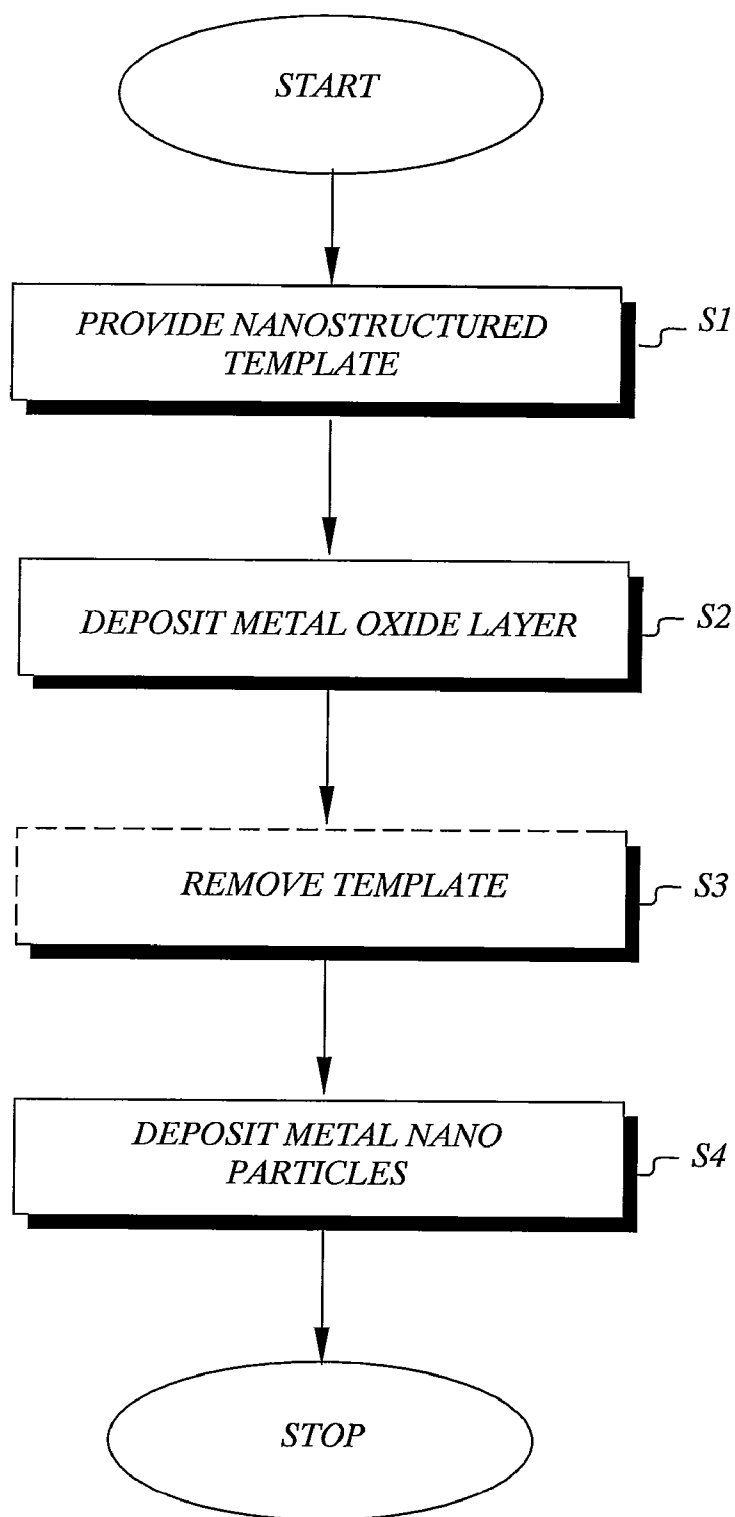 START
PROVIDE NANOSTRUCTURED
TEMPLATE
S1
DEPOSIT METAL OXIDE LAYER
S2
REMOVE TEMPLATE
S3
DEPOSIT METAL NANO
PARTICLES
S4
STOP